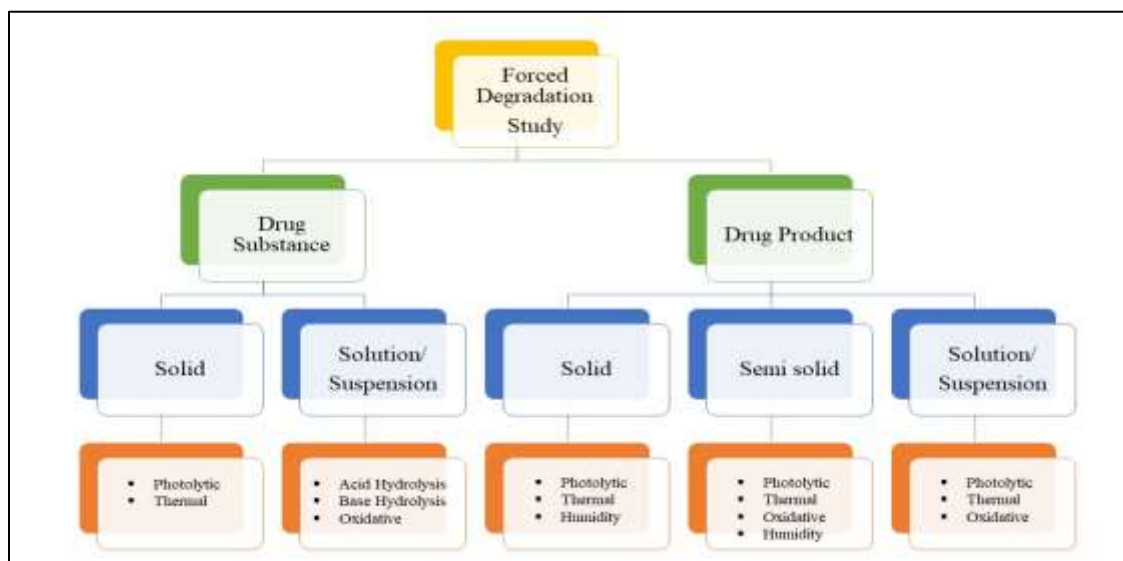 Forced
Degradation
Study
Drug
Substance
Drug Product
Solid
Solution/
Suspension
Solid
Semi solid
Solution/
Suspension
▪ Photolytic
▪ Thermal
▪ Acid Hydrolysis
▪ Base Hydrolysis
▪ Oxidative
▪ Photolytic
▪ Thermal
▪ Humidity
▪ Photolytic
▪ Thermal
▪ Oxidative
▪ Humidity
▪ Photolytic
▪ Thermal
▪ Oxidative